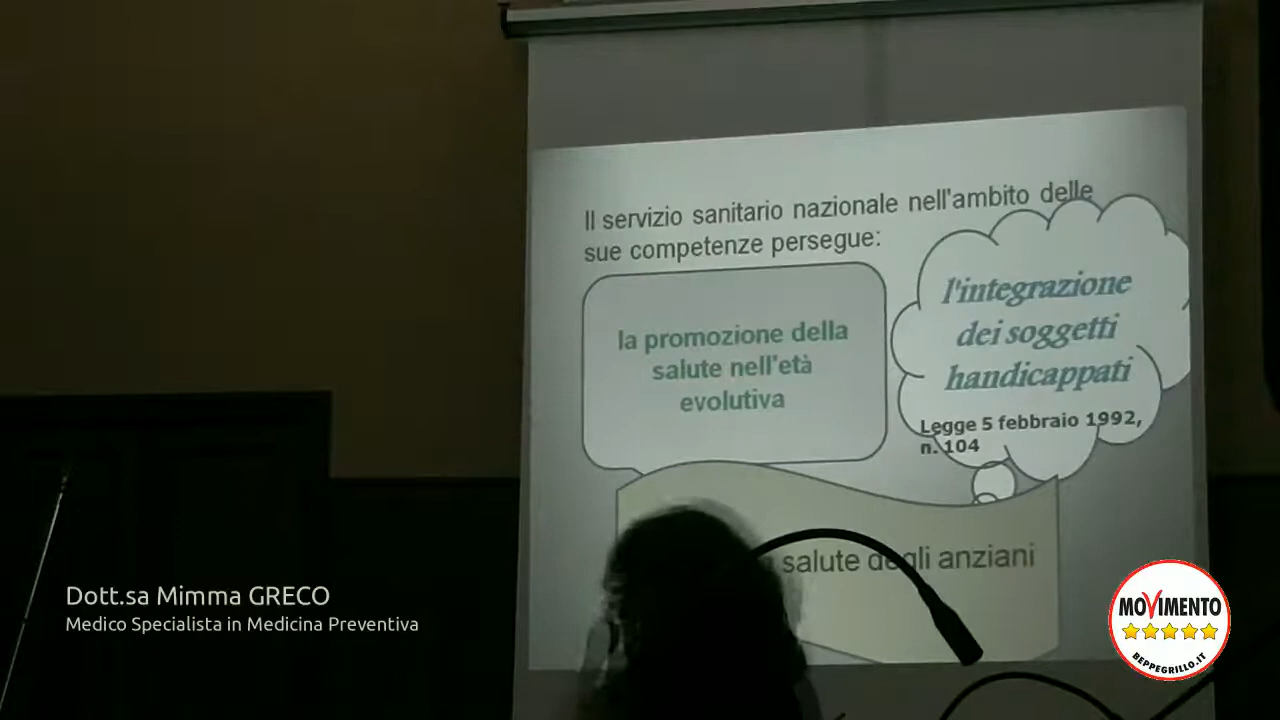 Il servizio sanitario nazionale nell'ambito delle
sue competenze persegue:
la promozione della
salute nell'età
evolutiva
l'integrazione
dei soggetti
handicappati
Legge 5 febbraio 1992,
n. 104
salute degli anziani
Dott.sa Mimma GRECO
Medico Specialista in Medicina Preventiva
MOVIMENTO
BEPPEGRILLO.IT